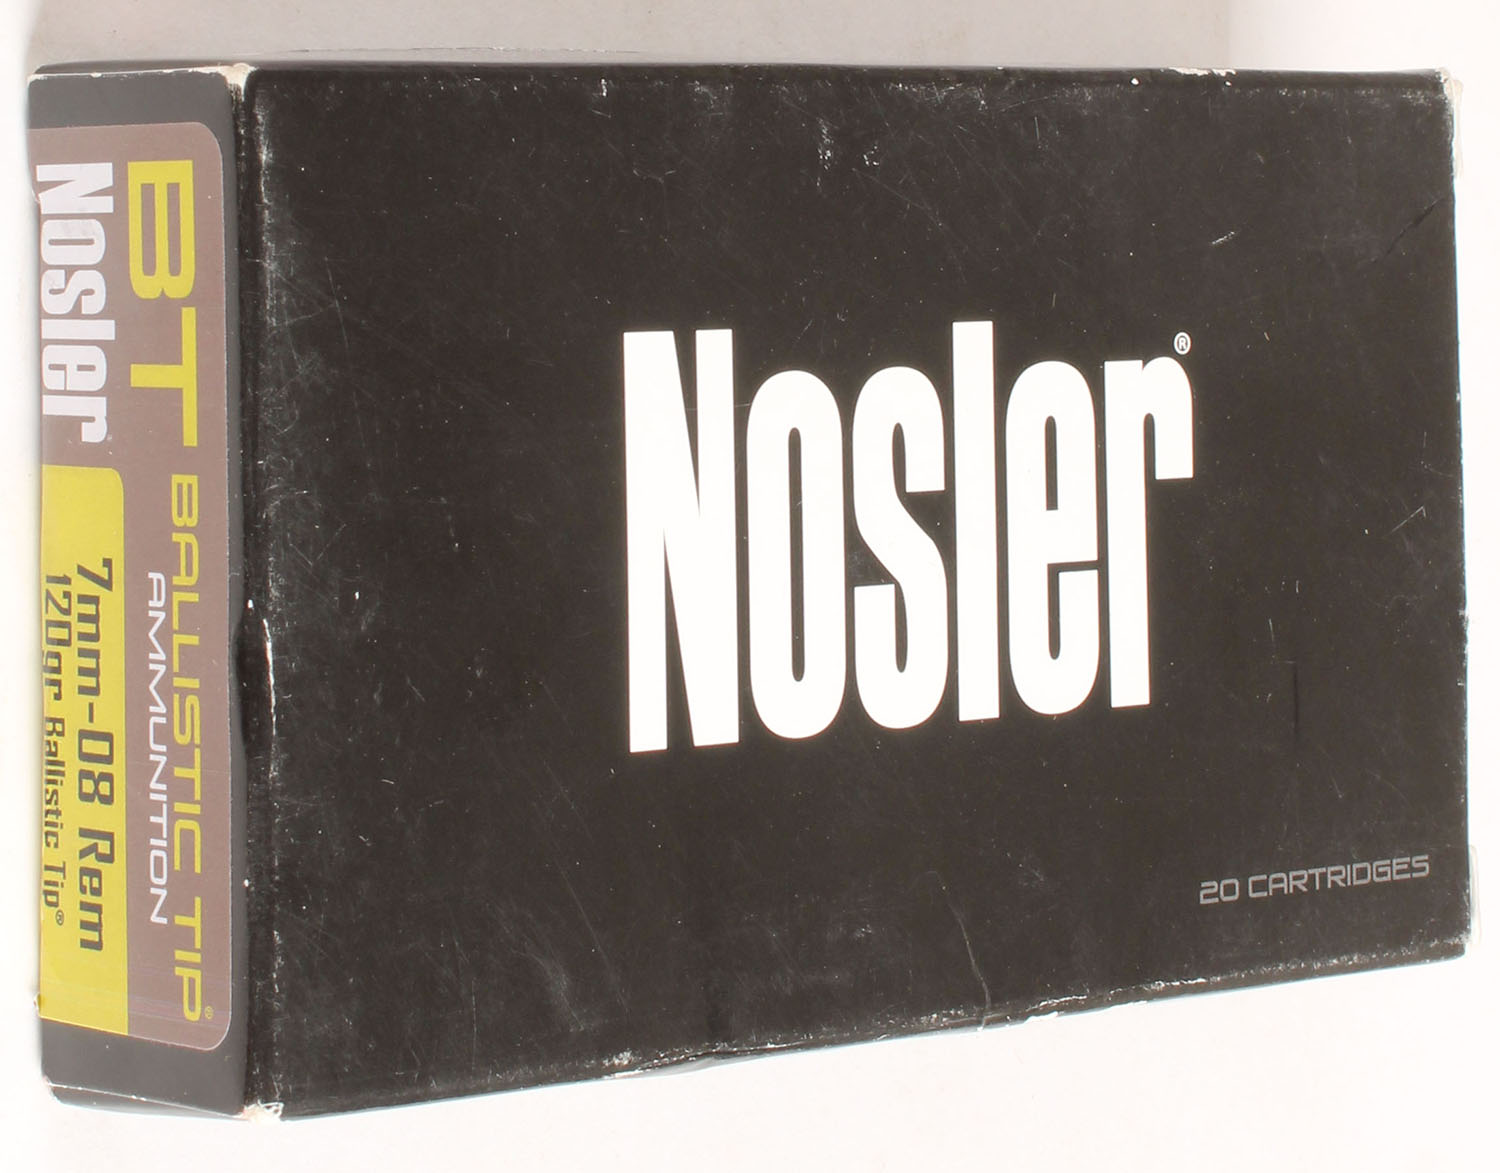 Nosler®
20 CARTRIDGES
BT BALLISTIC TIP®
AMMUNITION
Nosler
7mm-08 Rem
120gr Ballistic Tip®